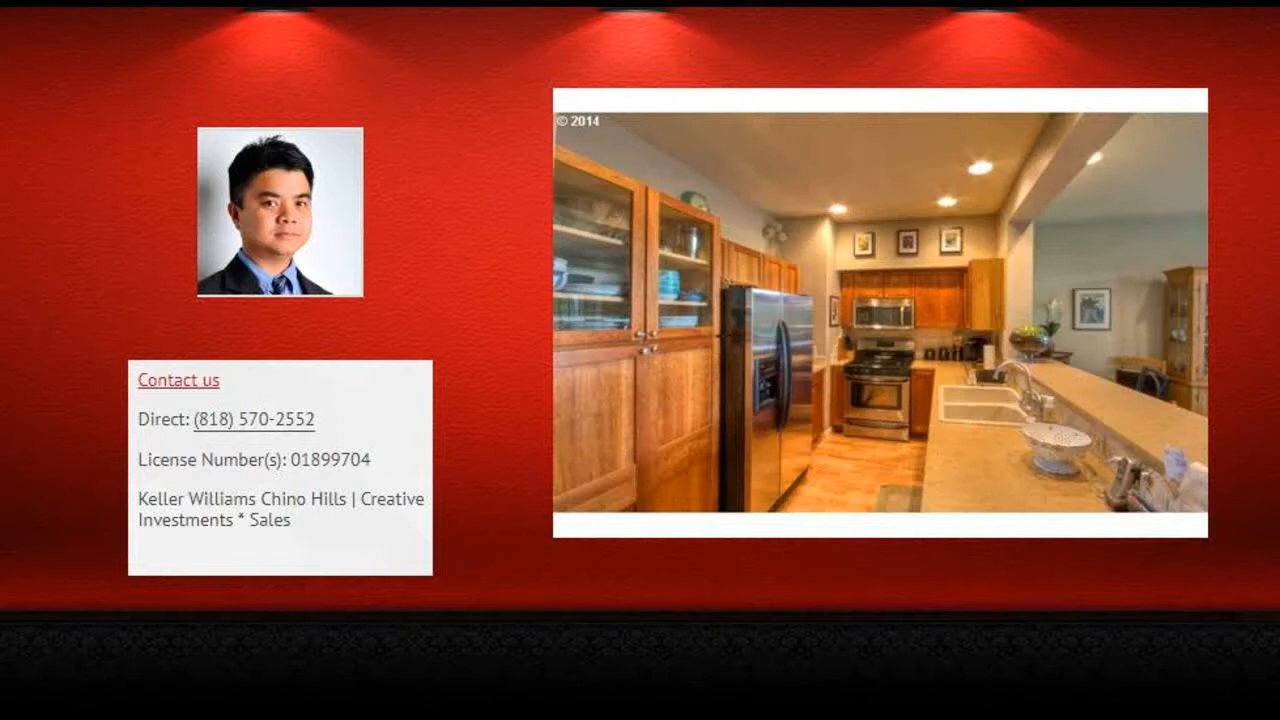 © 2014
Contact us
Direct: (818) 570-2552
License Number(s): 01899704
Keller Williams Chino Hills | Creative
Investments * Sales